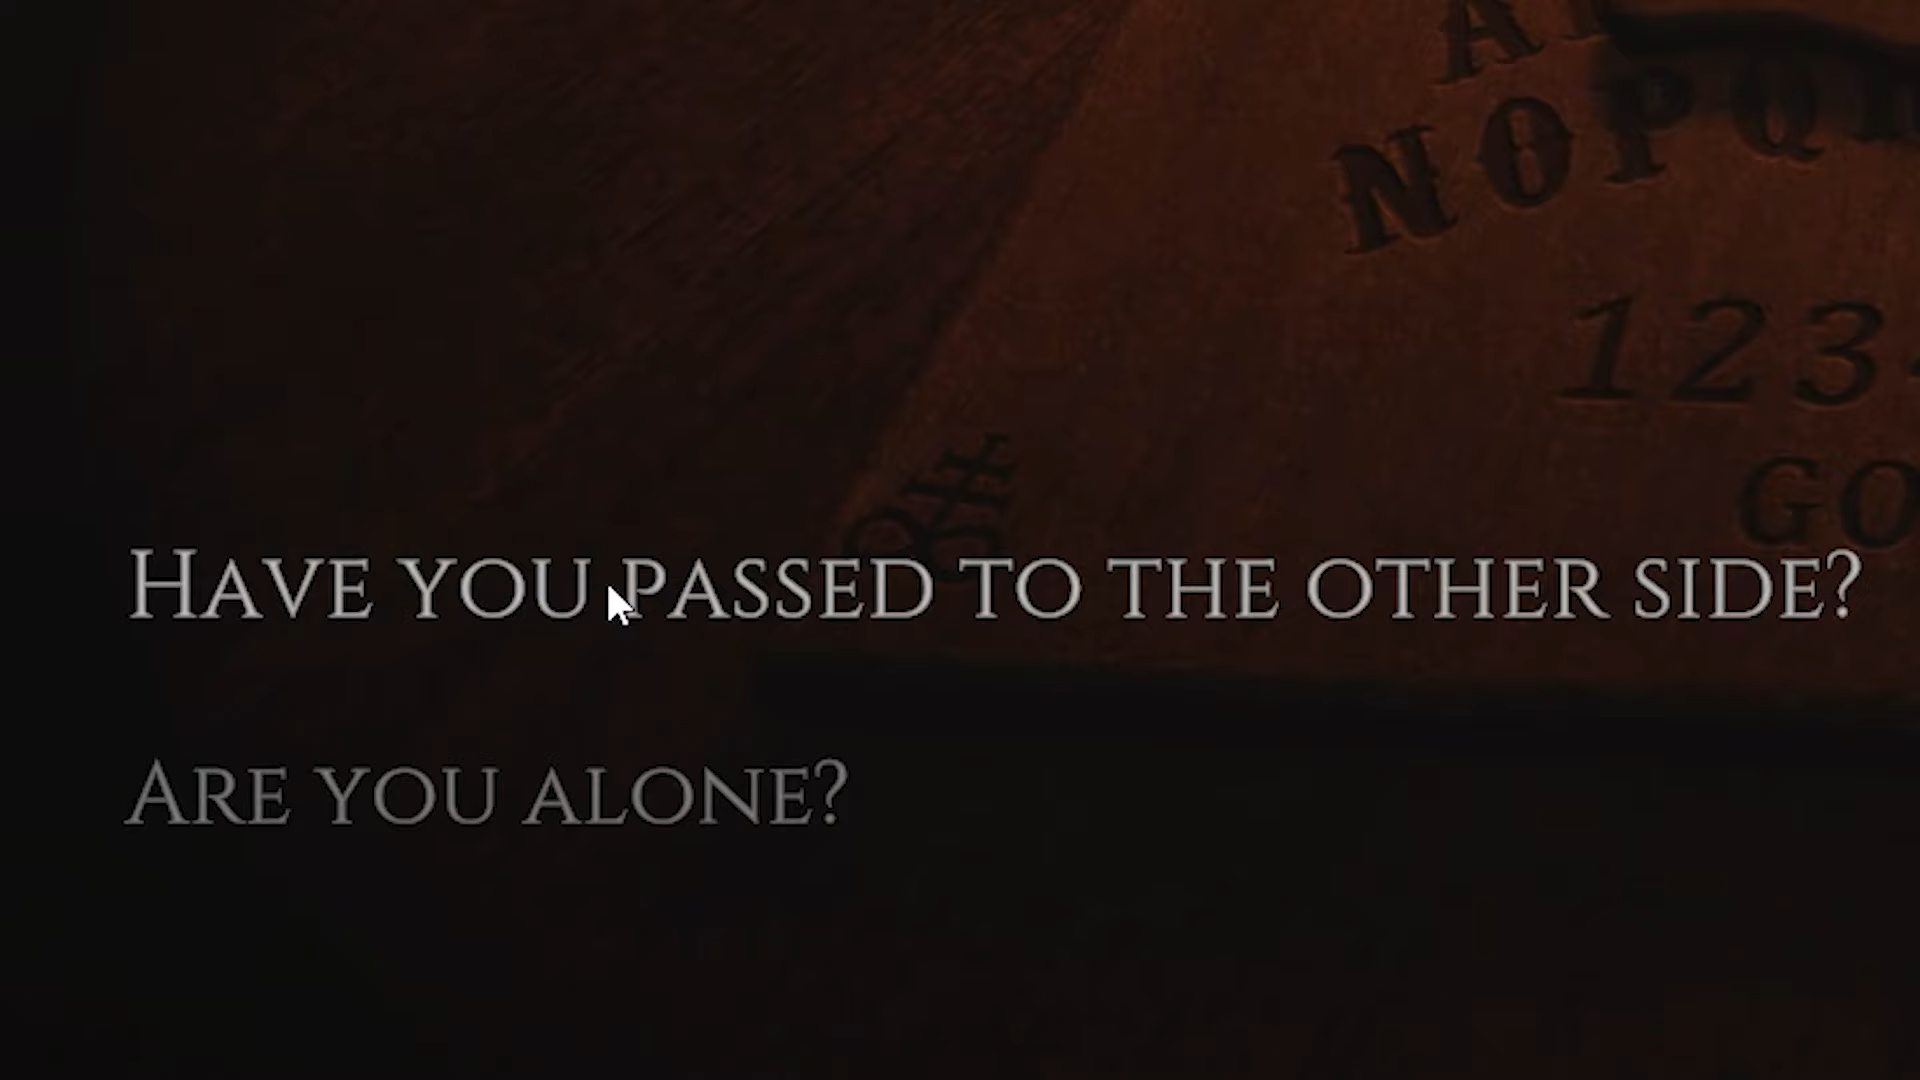 A
NOPQ
123
GO
Have you passed to the other side?
Are you alone?